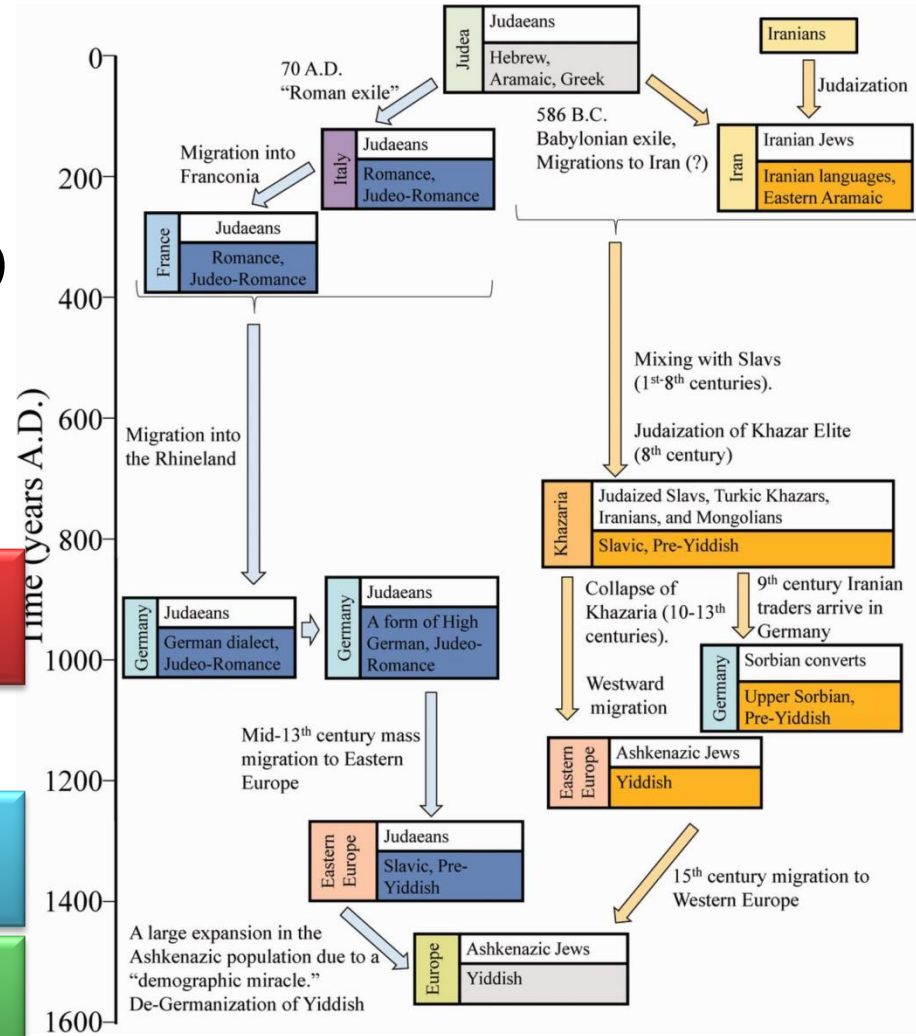 Time (years A.D.)
0
200
400
600
800
1000
1200
1400
1600
Judea
Judaeans
Hebrew,
Aramaic, Greek
Iranians
Judaization
70 A.D.
“Roman exile”
586 B.C.
Babylonian exile,
Migrations to Iran (?)
Italy
Judaeans
Romance,
Judeo-Romance
Iran
Iranian Jews
Iranian languages,
Eastern Aramaic
Migration into
Franconia
France
Judaeans
Romance,
Judeo-Romance
Mixing with Slavs
(1st-8th centuries).
Judaization of Khazar Elite
(8th century)
Migration into
the Rhineland
Khazaria
Judaized Slavs, Turkic Khazars,
Iranians, and Mongolians
Slavic, Pre-Yiddish
Germany
Judaeans
German dialect,
Judeo-Romance
Germany
Judaeans
A form of High
German, Judeo-
Romance
Collapse of
Khazaria (10-13th
centuries).
Westward
migration
9th century Iranian
traders arrive in
Germany
Germany
Sorbian converts
Upper Sorbian,
Pre-Yiddish
Mid-13th century mass
migration to Eastern
Europe
Eastern
Europe
Ashkenazic Jews
Yiddish
Eastern
Europe
Judaeans
Slavic, Pre-
Yiddish
15th century migration to
Western Europe
A large expansion in the
Ashkenazic population due to a
“demographic miracle.”
De-Germanization of Yiddish
Europe
Ashkenazic Jews
Yiddish